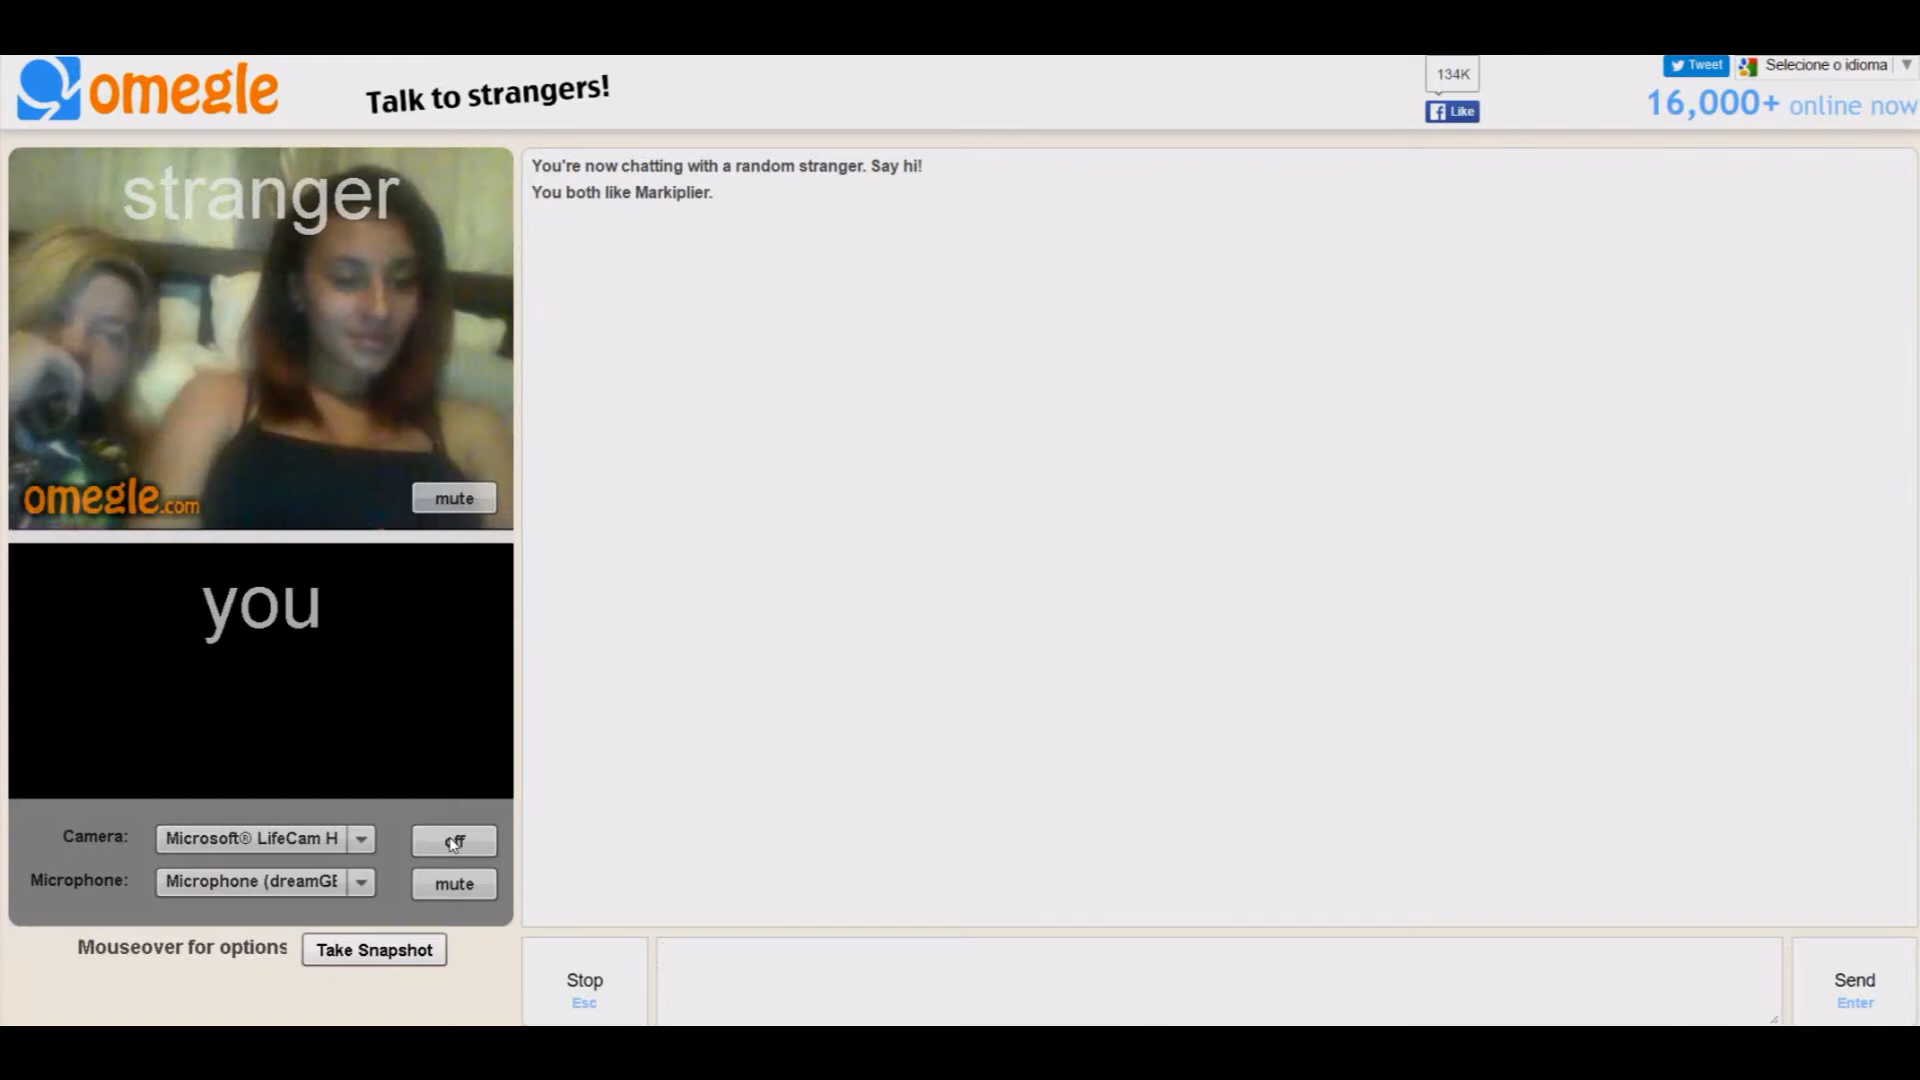 omegle
Talk to strangers!
134K
Like
Tweet
Selecione o idioma
16,000+ online now
stranger
omegle.com
mute
You're now chatting with a random stranger. Say hi!
You both like Markiplier.
you
Camera:
Microsoft® LifeCam H
off
Microphone:
Microphone (dreamGE
mute
Mouseover for options
Take Snapshot
Stop
Esc
Send
Enter